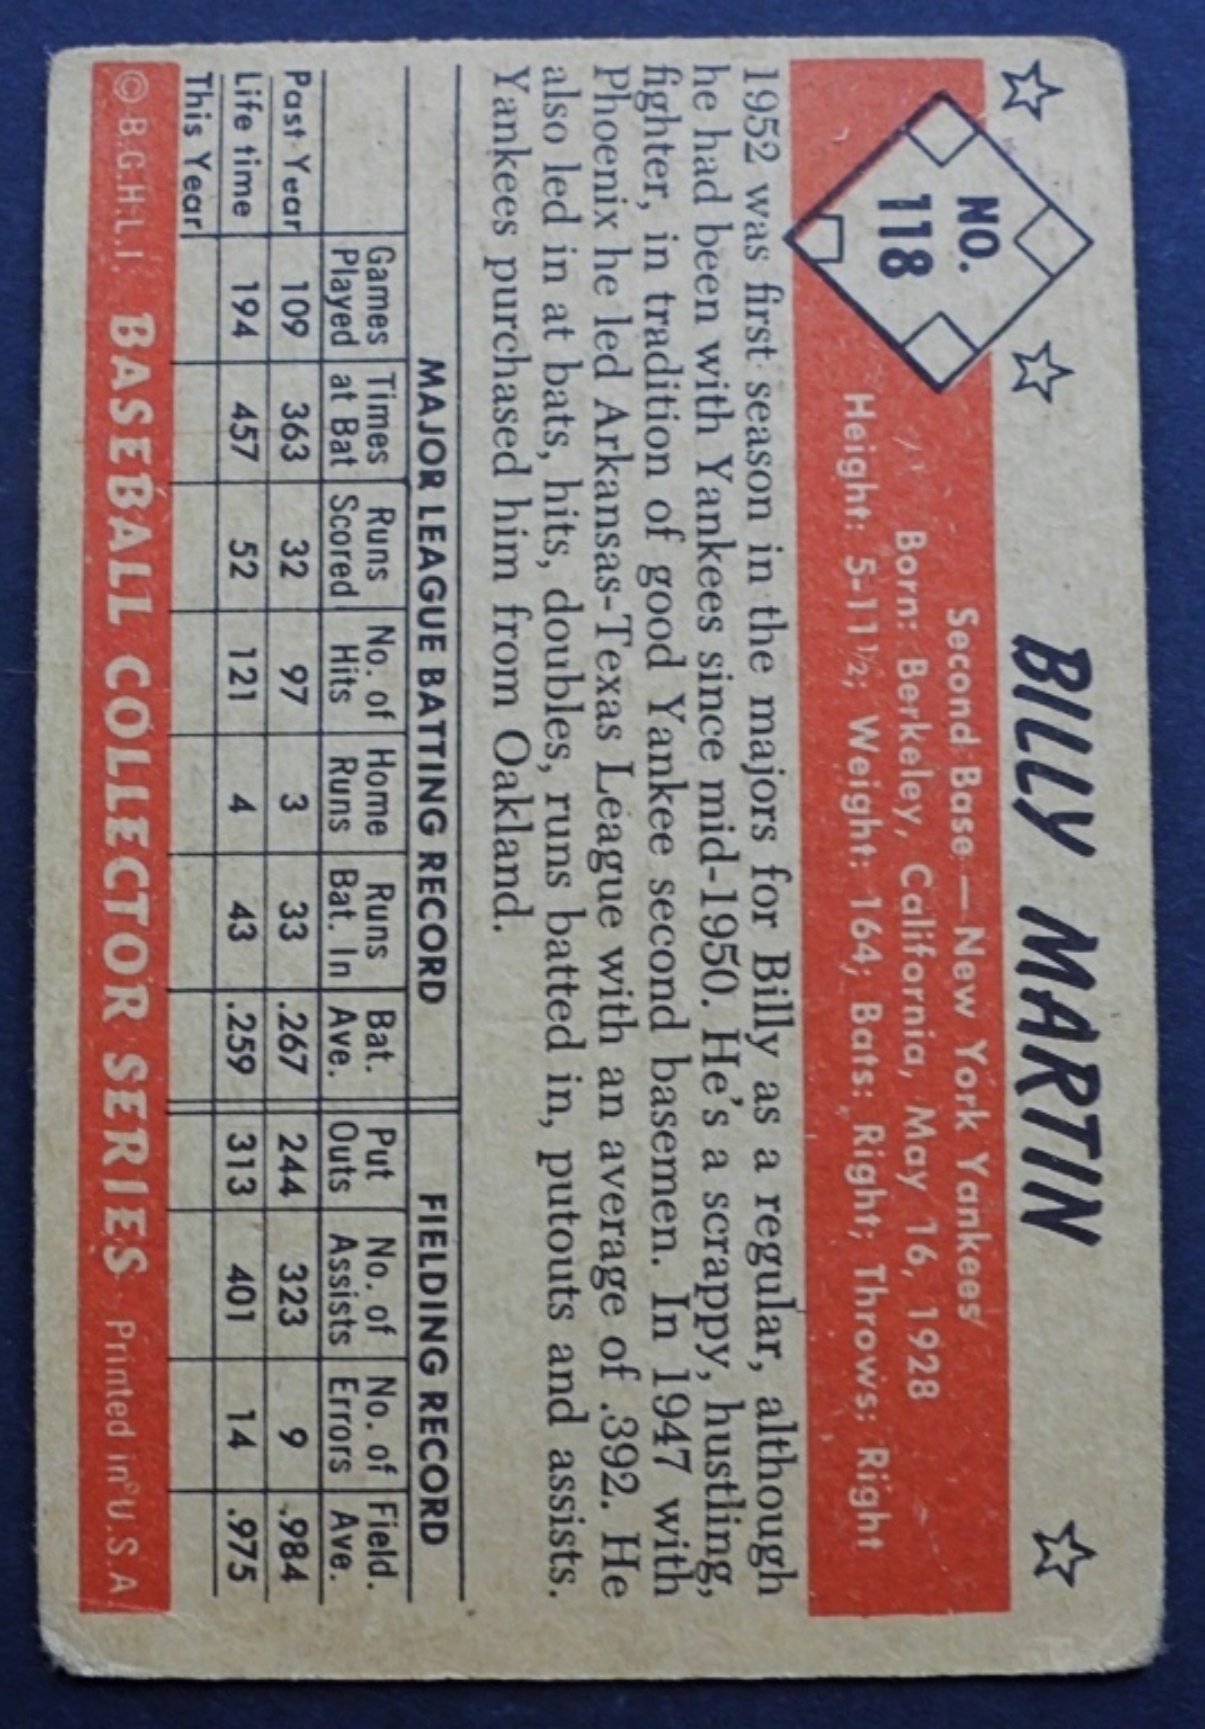 BILLY MARTIN
NO.
118
Second Base—New York Yankees
Born: Berkeley, California, May 16, 1928
Height: 5-11½; Weight: 164; Bats: Right; Throws: Right
1952 was first season in the majors for Billy as a regular, although
he had been with Yankees since mid-1950. He's a scrappy, hustling,
fighter, in tradition of good Yankee second basemen. In 1947 with
Phoenix he led Arkansas-Texas League with an average of .392. He
also led in at bats, hits, doubles, runs batted in, putouts and assists.
Yankees purchased him from Oakland.
MAJOR LEAGUE BATTING RECORD FIELDING RECORD
Games Times Runs No. of Home Runs Bat. Put No. of No. of Field.
Played at Bat Scored Hits Runs Bat. In Ave. Outs Assists Errors Ave.
Past Year 109 363 32 97 3 33 .267 244 323 9 .984
Life time 194 457 52 121 4 43 .259 313 401 14 .975
This Year
© B.G.H.L.I. BASEBALL COLLECTOR SERIES Printed in U.S.A